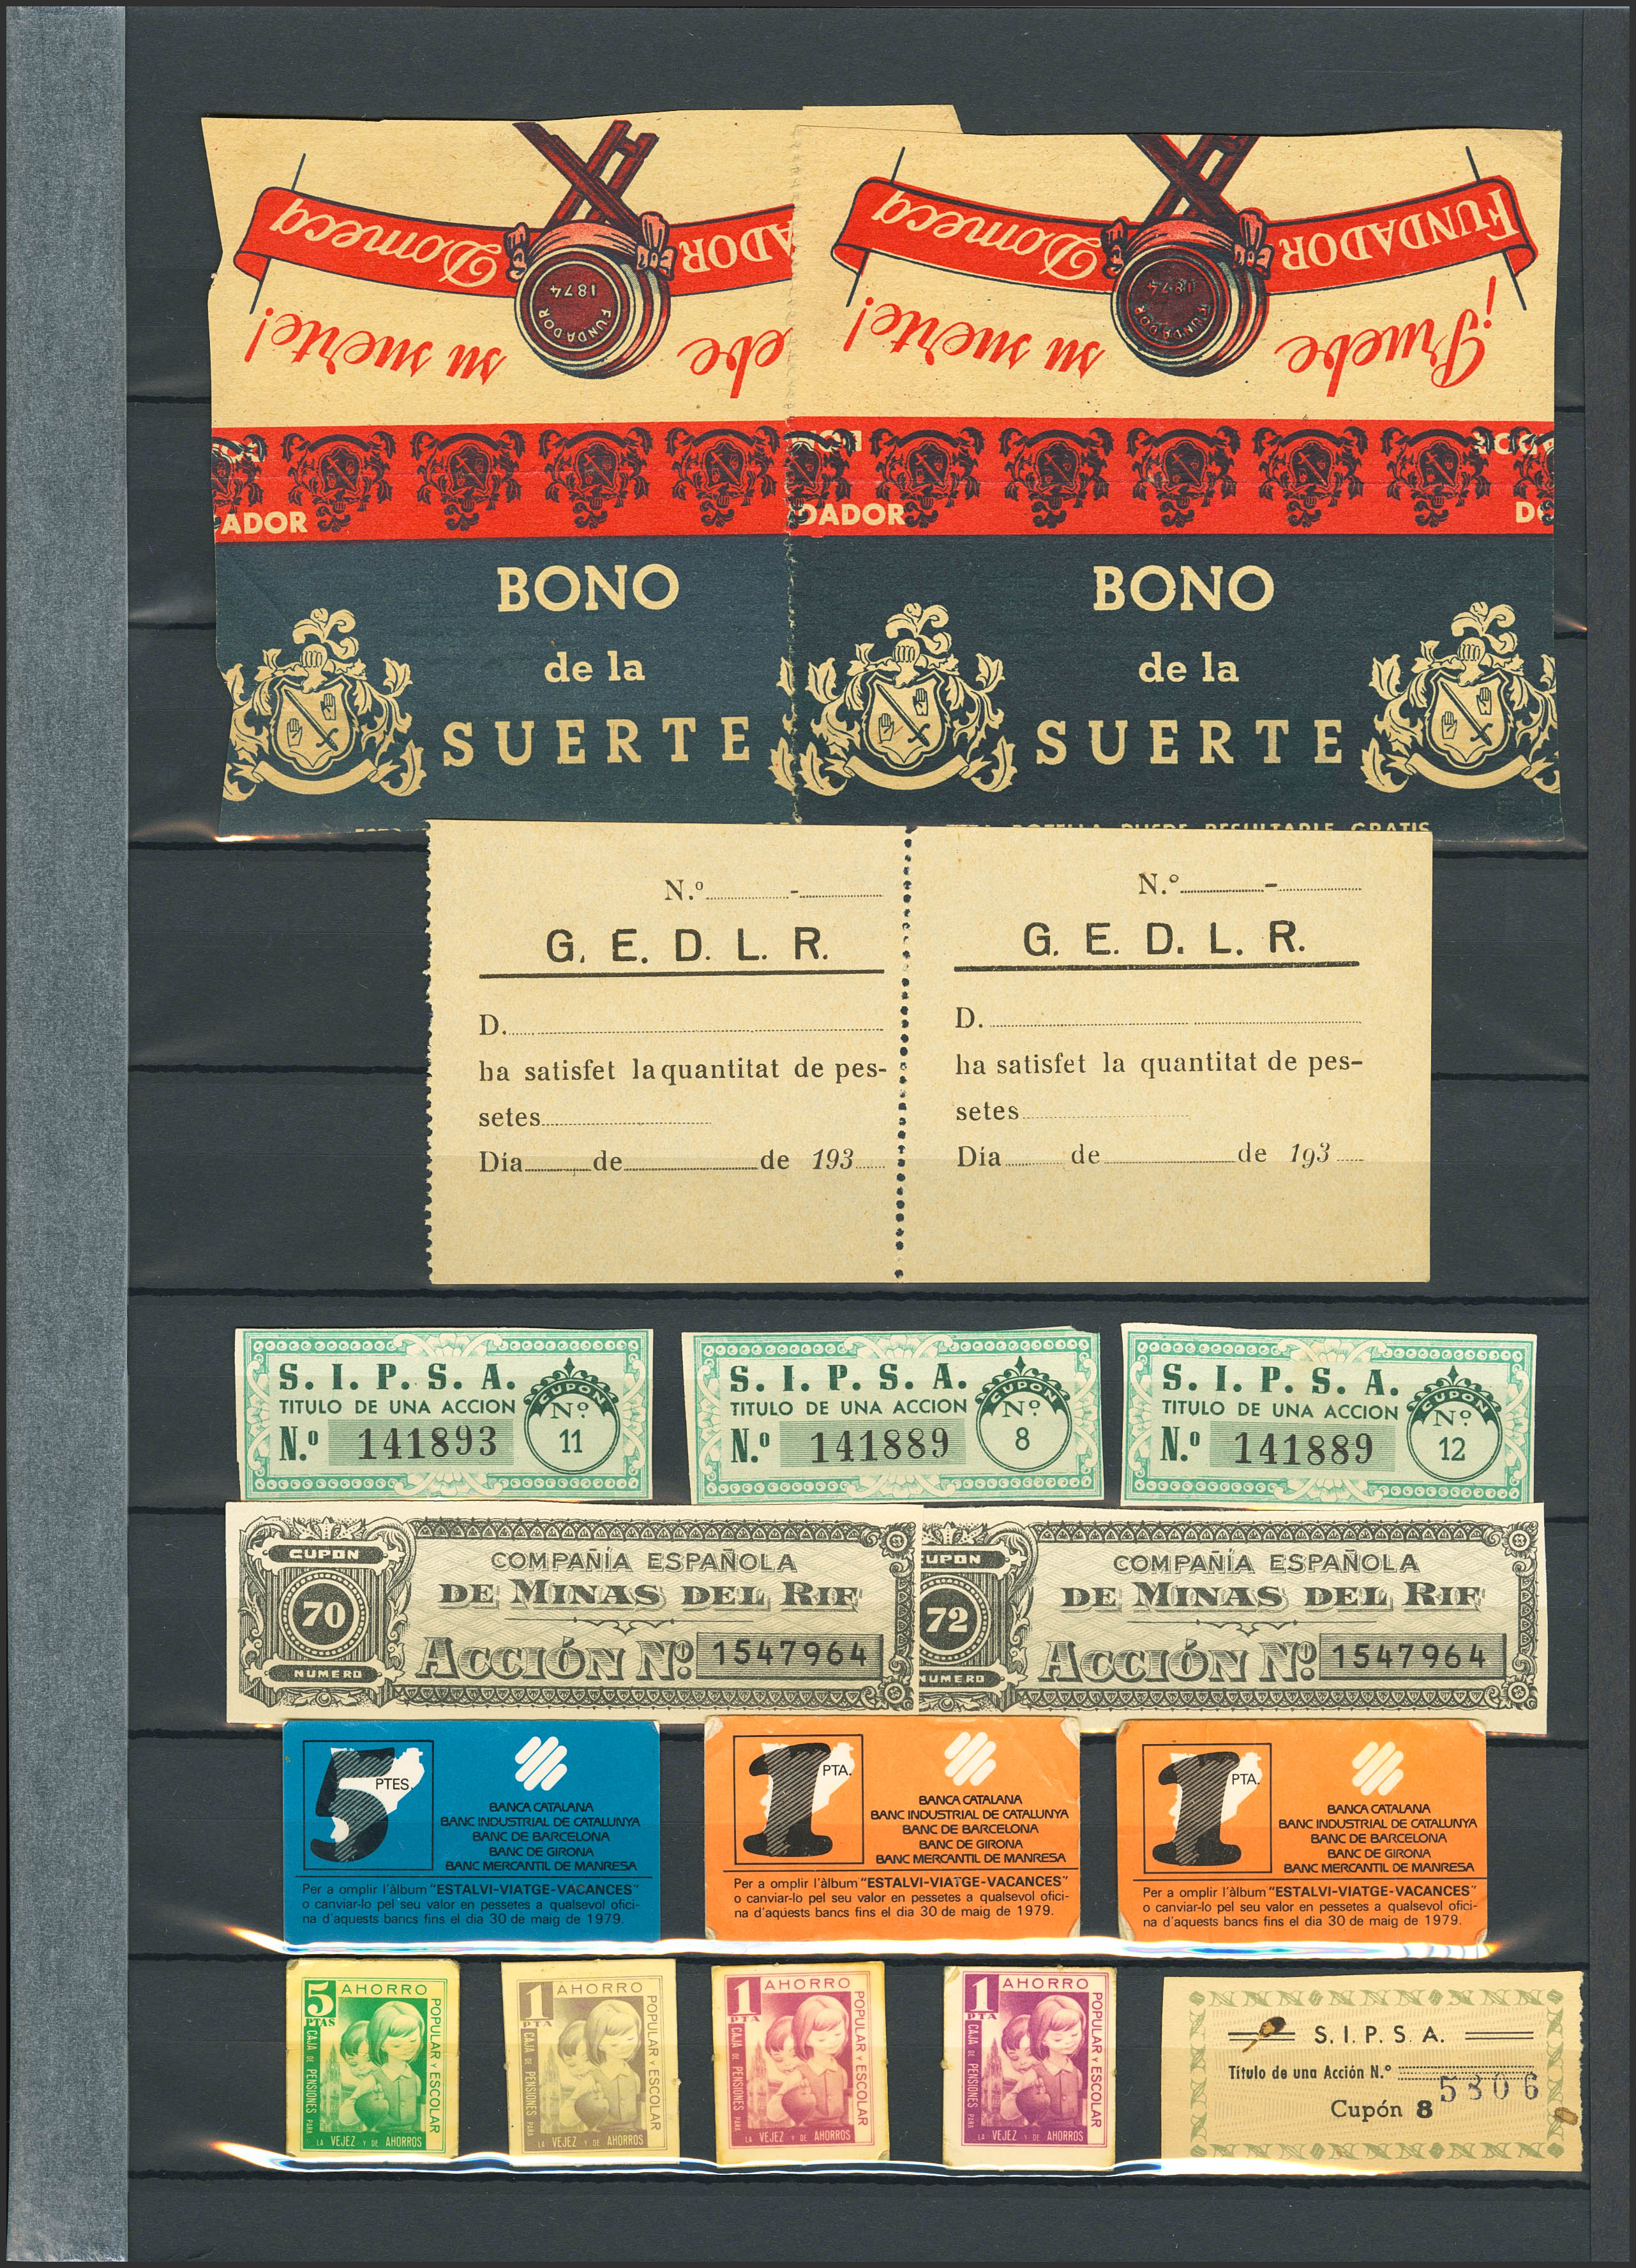 Domecq
ADOR
FUNDADOR
1874
ebe
su suerte!
Domecq
FUNDADOR
FUNDADOR
1874
¡Pruebe
su suerte!
ADOR
DADOR
BONO
de la
SUERTE
BONO
de la
SUERTE
BOTELLA PUEDE RESULTARLE GRATIS
N.º -
G. E. D. L. R.
D.
ha satisfet la quantitat de pes-
setes
Día de de 193
N.º -
G. E. D. L. R.
D.
ha satisfet la quantitat de pes-
setes
Día de de 193
S. I. P. S. A.
TITULO DE UNA ACCION
N.º 141893
CUPON
Nº
11
S. I. P. S. A.
TITULO DE UNA ACCION
N.º 141889
CUPON
Nº
8
S. I. P. S. A.
TITULO DE UNA ACCION
N.º 141889
CUPON
Nº
12
CUPON
70
NUMERO
COMPAÑÍA ESPAÑOLA
DE MINAS DEL RIF
ACCIÓN Nº 1547964
CUPON
72
NUMERO
COMPAÑÍA ESPAÑOLA
DE MINAS DEL RIF
ACCIÓN Nº 1547964
5 PTES.
BANCA CATALANA
BANC INDUSTRIAL DE CATALUNYA
BANC DE BARCELONA
BANC DE GIRONA
BANC MERCANTIL DE MANRESA
Per a omplir l'àlbum "ESTALVI-VIATGE-VACANCES"
o canviar-lo pel seu valor en pessetes a qualsevol ofici-
na d'aquests bancs fins el dia 30 de maig de 1979.
1 PTA.
BANCA CATALANA
BANC INDUSTRIAL DE CATALUNYA
BANC DE BARCELONA
BANC DE GIRONA
BANC MERCANTIL DE MANRESA
Per a omplir l'àlbum "ESTALVI-VIATGE-VACANCES"
o canviar-lo pel seu valor en pessetes a qualsevol ofici-
na d'aquests bancs fins el dia 30 de maig de 1979.
1 PTA.
BANCA CATALANA
BANC INDUSTRIAL DE CATALUNYA
BANC DE BARCELONA
BANC DE GIRONA
BANC MERCANTIL DE MANRESA
Per a omplir l'àlbum "ESTALVI-VIATGE-VACANCES"
o canviar-lo pel seu valor en pessetes a qualsevol ofici-
na d'aquests bancs fins el dia 30 de maig de 1979.
5 PTAS
AHORRO
POPULAR Y ESCOLAR
CAJA DE PENSIONES PARA
LA VEJEZ Y DE AHORROS
1 PTA
AHORRO
POPULAR Y ESCOLAR
CAJA DE PENSIONES PARA
LA VEJEZ Y DE AHORROS
1 PTA
AHORRO
POPULAR Y ESCOLAR
CAJA DE PENSIONES PARA
LA VEJEZ Y DE AHORROS
1 PTA
AHORRO
POPULAR Y ESCOLAR
CAJA DE PENSIONES PARA
LA VEJEZ Y DE AHORROS
S. I. P. S. A.
Título de una Acción N.º 5806
Cupón 8